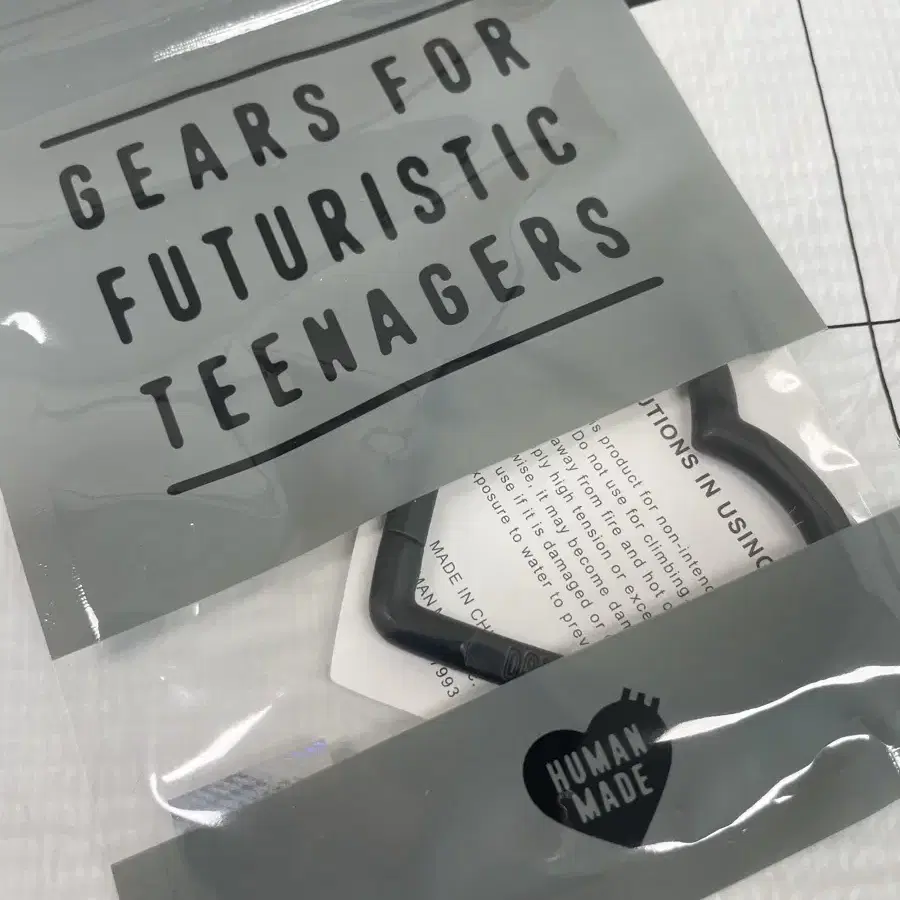 GEARS FOR
FUTURISTIC
TEENAGERS
UTIONS IN USING
s product for non-intend
Do not use for climbing
away from fire and hot
ply high tension or exce
wise, it may become dan
use if it is damaged or
xposure to water to prev
MADE IN CH
MAN M
1993
HUMAN
MADE